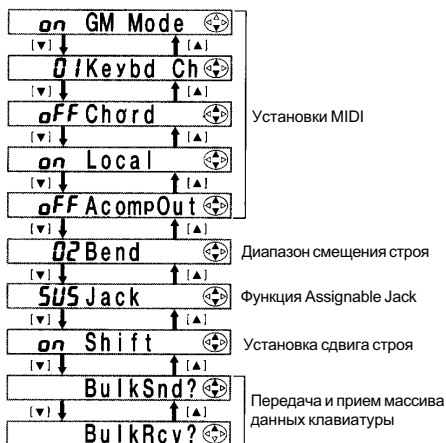 on GM Mode
[▼] [▲]
01 Keybd Ch
[▼] [▲]
oFF Chord
[▼] [▲]
Установки MIDI
on Local
[▼] [▲]
oFF AcompOut
[▼] [▲]
02 Bend
Диапазон смещения строя
[▼] [▲]
SUS Jack
Функция Assignable Jack
[▼] [▲]
on Shift
Установка сдвига строя
[▼] [▲]
BulkSnd?
Передача и прием массива
данных клавиатуры
[▼] [▲]
BulkRcv?